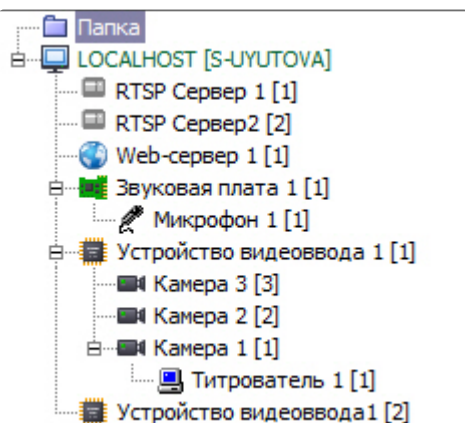 Папка
LOCALHOST [S-UYUTOVA]
RTSP Сервер 1 [1]
RTSP Сервер2 [2]
Web-сервер 1 [1]
Звуковая плата 1 [1]
Микрофон 1 [1]
Устройство видеоввода 1 [1]
Камера 3 [3]
Камера 2 [2]
Камера 1 [1]
Титрователь 1 [1]
Устройство видеоввода1 [2]